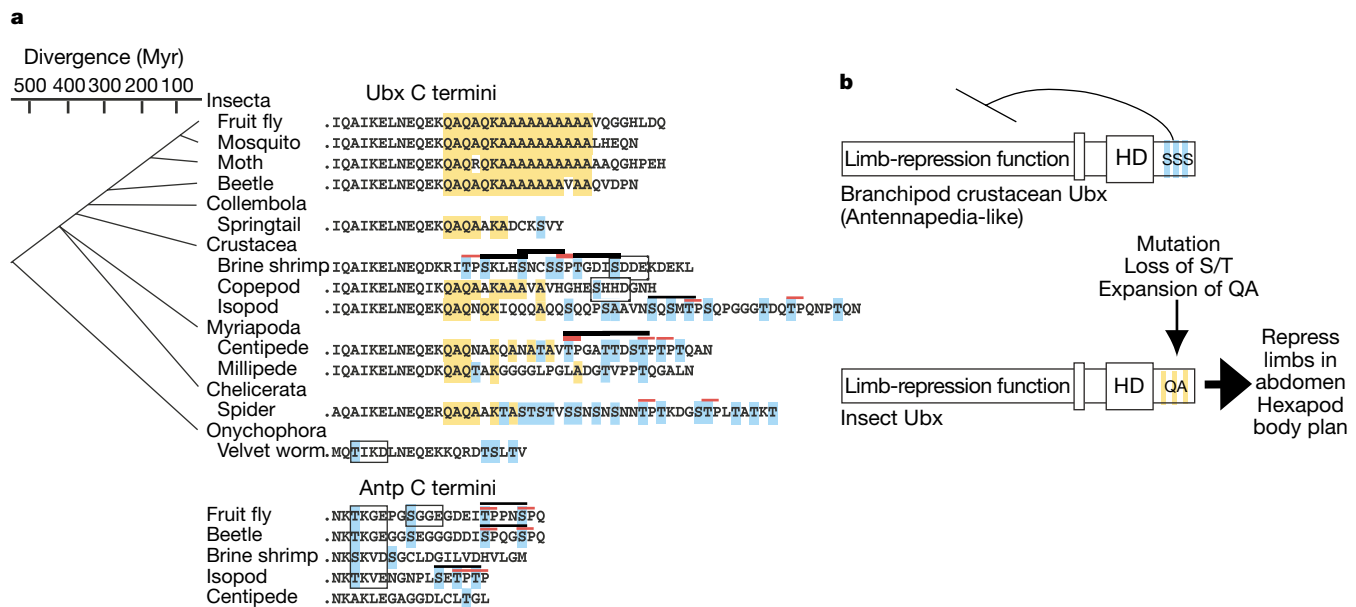 a
Divergence (Myr)
500 400 300 200 100
Ubx C termini
Insecta
Fruit fly .IQAIKELNEQEKQAQAQKAAAAAAAAAAVQGGHLDQ
Mosquito .IQAIKELNEQEKQAQAQKAAAAAAAAAALHEQN
Moth .IQAIKELNEQEKQAQRQKAAAAAAAAAAAAQGHPEH
Beetle .IQAIKELNEQEKQAQAQKAAAAAAAVAAQVDPN
Collembola
Springtail .IQAIKELNEQEKQAQAAKADCKSVY
Crustacea
Brine shrimp .IQAIKELNEQDKRITPSKLHSNCSSPTGDISDDEKDEKL
Copepod .IQAIKELNEQIKQAQAAKAAAVAVHGHESHHDGNH
Isopod .IQAIKELNEQEKQAQNQKIQQQAQQSQQPSAAVNSQSMTPSQPGGGTDQTPQNPTQN
Myriapoda
Centipede .IQAIKELNEQEKQAQNAKQANATAVTPGATTDSTPTPTQAN
Millipede .IQAIKELNEQDKQAQTAKGGGGLPGLADGTVPPTQGALN
Chelicerata
Spider .AQAIKELNEQERQAQAAKTASTSTVSSNSNSNNTPTKDGSTPLTATKT
Onychophora
Velvet worm .MQTIKDLNEQEKKQRDTSLTV
Antp C termini
Fruit fly .NKTKGEPGSGGEGDEITPPNSPQ
Beetle .NKTKGEGGSEGGGDDISPQGSPQ
Brine shrimp .NKSKVDSGCLDGILVDHVLGM
Isopod .NKTKVENGNPLSETPTP
Centipede .NKAKLEGAGGDLCLTGL
b
Limb-repression function HD SSS
Branchipod crustacean Ubx
(Antennapedia-like)
Mutation
Loss of S/T
Expansion of QA
Limb-repression function HD QA
Insect Ubx
Repress
limbs in
abdomen
Hexapod
body plan